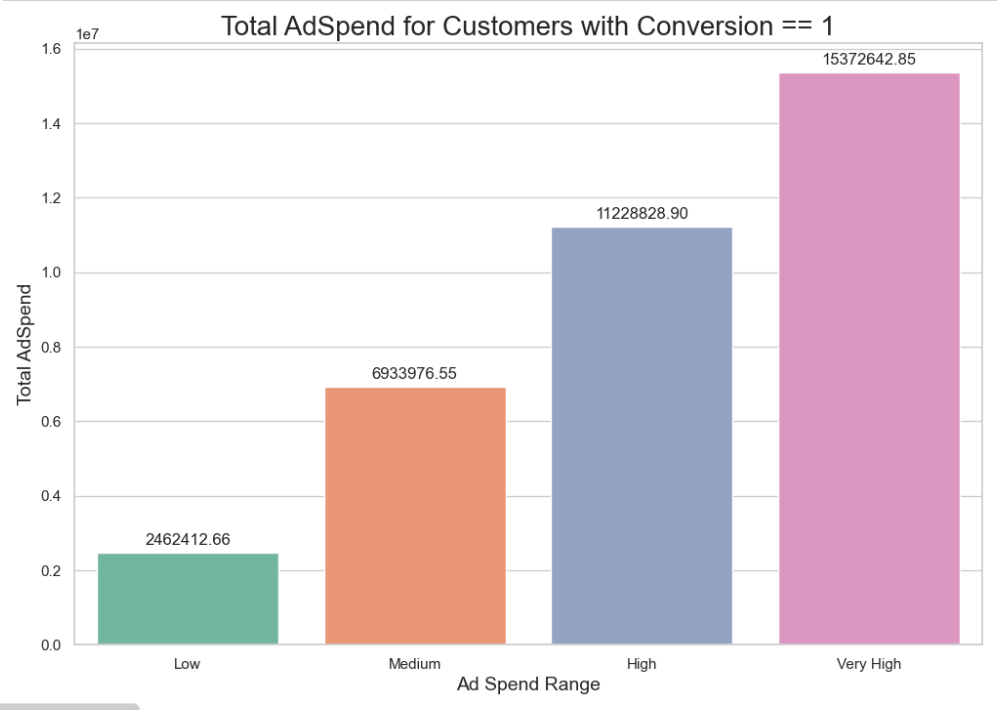 Total AdSpend for Customers with Conversion == 1
1e7
1.6
1.4
1.2
1.0
0.8
0.6
0.4
0.2
0.0
Total AdSpend
2462412.66
6933976.55
11228828.90
15372642.85
Low
Medium
High
Very High
Ad Spend Range